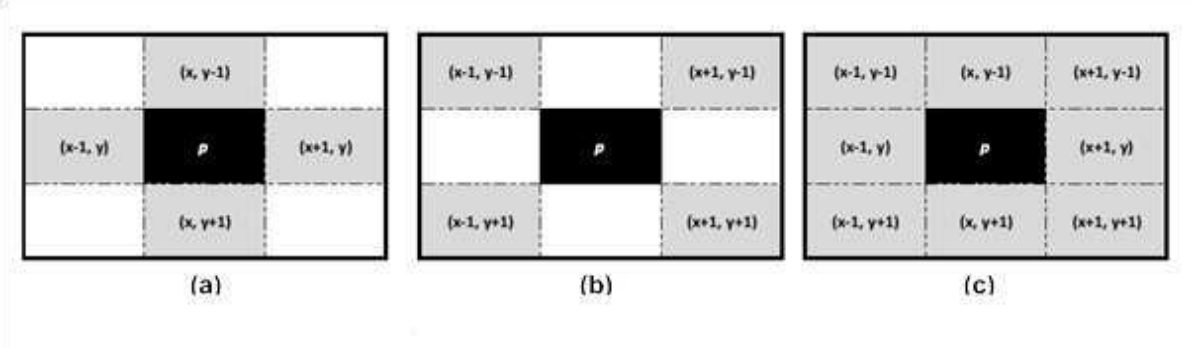 (x, y-1)
(x-1, y) p (x+1, y)
(x, y+1)
(a)
(x-1, y-1) (x+1, y-1)
p
(x-1, y+1) (x+1, y+1)
(b)
(x-1, y-1) (x, y-1) (x+1, y-1)
(x-1, y) p (x+1, y)
(x-1, y+1) (x, y+1) (x+1, y+1)
(c)